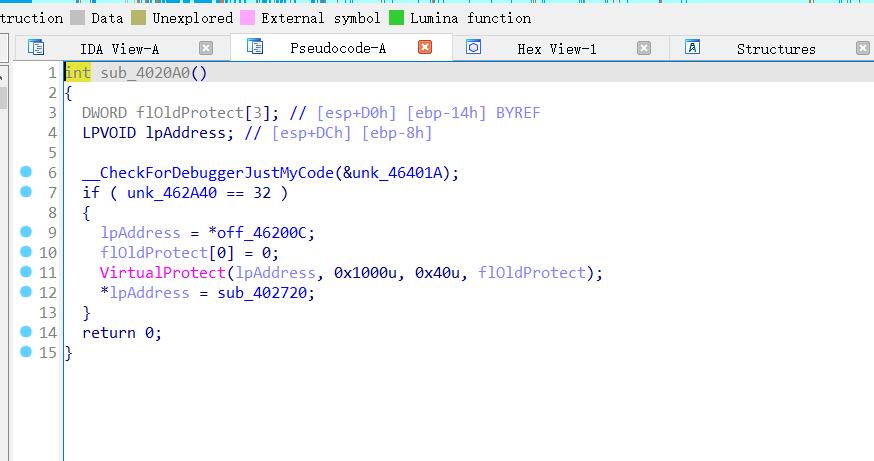 truction Data Unexplored External symbol Lumina function
IDA View-A Pseudocode-A Hex View-1 Structures
1 int sub_4020A0()
2 {
3 DWORD flOldProtect[3]; // [esp+D0h] [ebp-14h] BYREF
4 LPVOID lpAddress; // [esp+DCh] [ebp-8h]
5
6 __CheckForDebuggerJustMyCode(&unk_46401A);
7 if ( unk_462A40 == 32 )
8 {
9 lpAddress = *off_46200C;
10 flOldProtect[0] = 0;
11 VirtualProtect(lpAddress, 0x1000u, 0x40u, flOldProtect);
12 *lpAddress = sub_402720;
13 }
14 return 0;
15 }